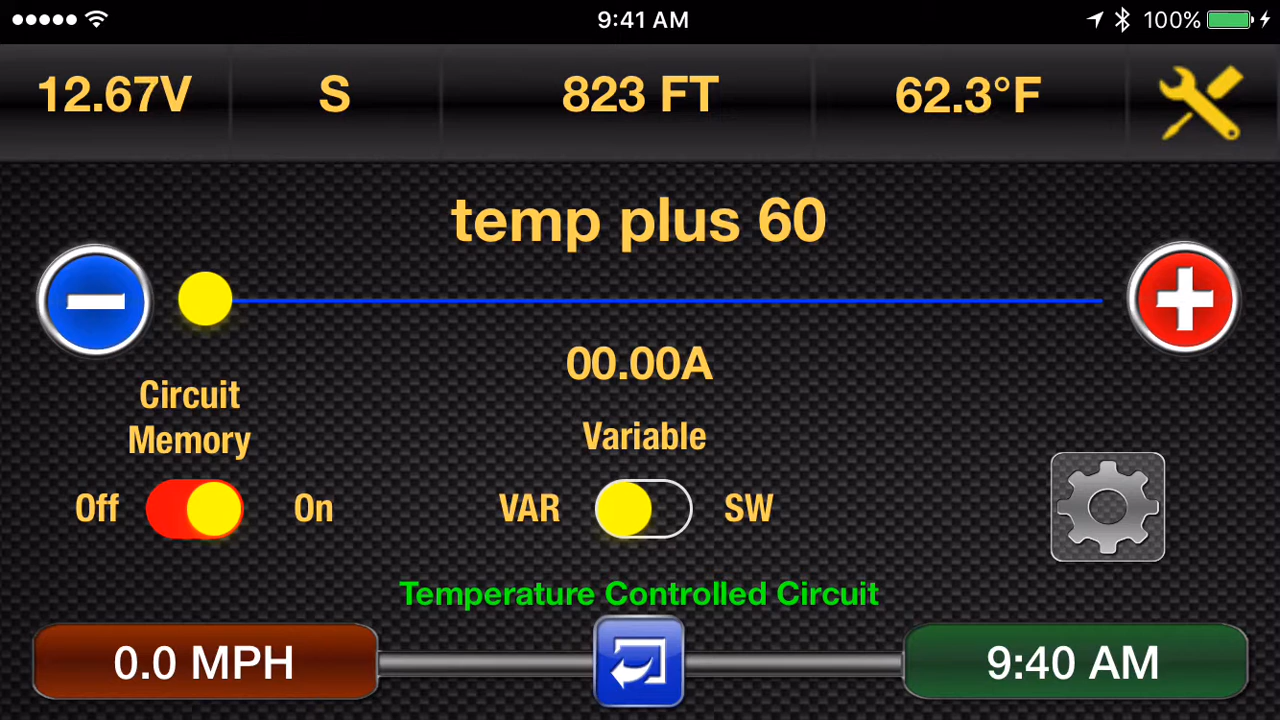 9:41 AM 100%
12.67V S 823 FT 62.3°F
temp plus 60
00.00A
Circuit
Memory
Variable
Off On VAR SW
Temperature Controlled Circuit
0.0 MPH 9:40 AM